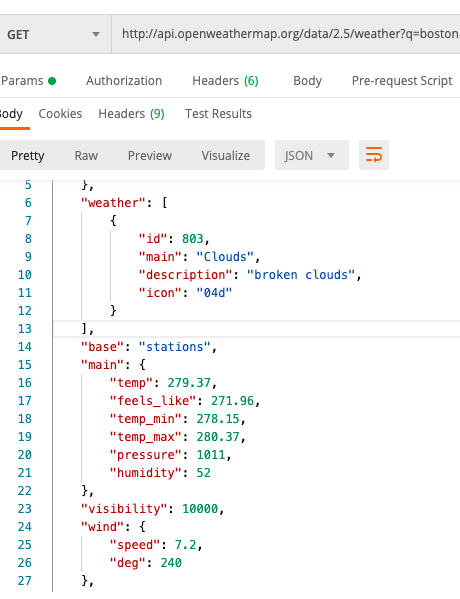 GET http://api.openweathermap.org/data/2.5/weather?q=boston
Params Authorization Headers (6) Body Pre-request Script
Body Cookies Headers (9) Test Results
Pretty Raw Preview Visualize JSON
5 },
6 "weather": [
7 {
8 "id": 803,
9 "main": "Clouds",
10 "description": "broken clouds",
11 "icon": "04d"
12 }
13 ],
14 "base": "stations",
15 "main": {
16 "temp": 279.37,
17 "feels_like": 271.96,
18 "temp_min": 278.15,
19 "temp_max": 280.37,
20 "pressure": 1011,
21 "humidity": 52
22 },
23 "visibility": 10000,
24 "wind": {
25 "speed": 7.2,
26 "deg": 240
27 },